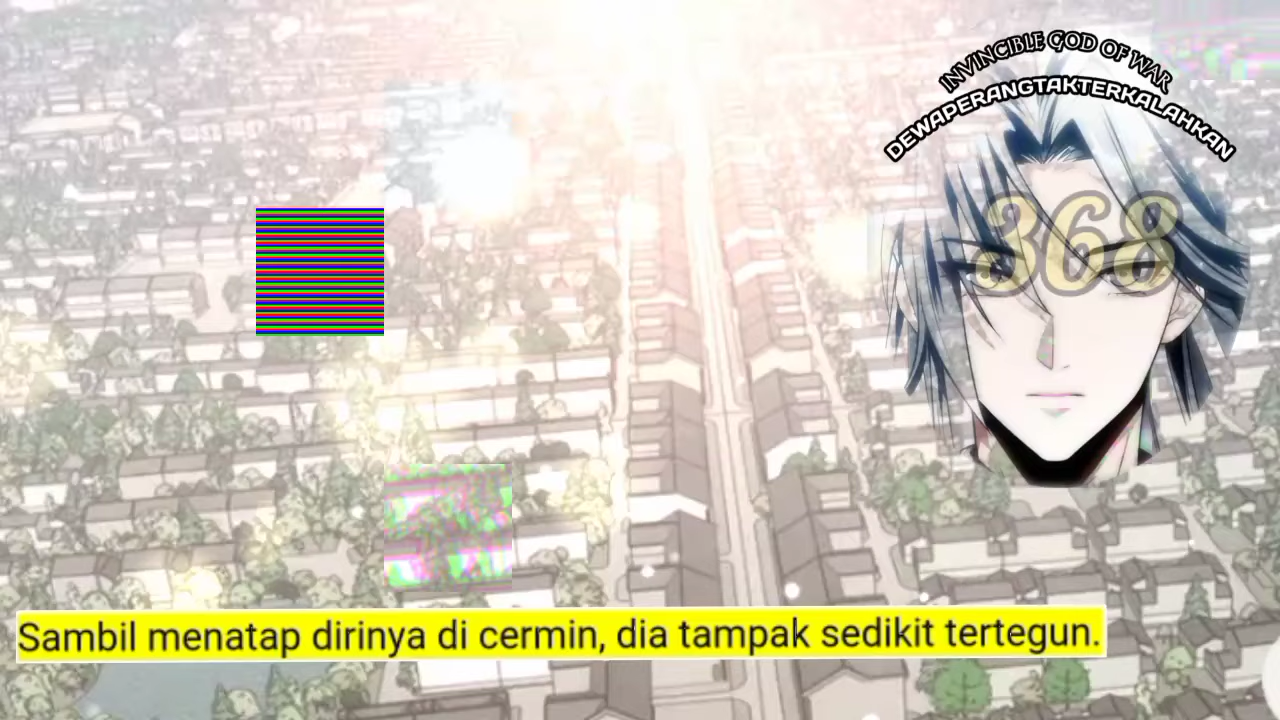 INVINCIBLE GOD OF WAR
DEWAPERANGTAKTERKALAHKAN
368
Sambil menatap dirinya di cermin, dia tampak sedikit tertegun.